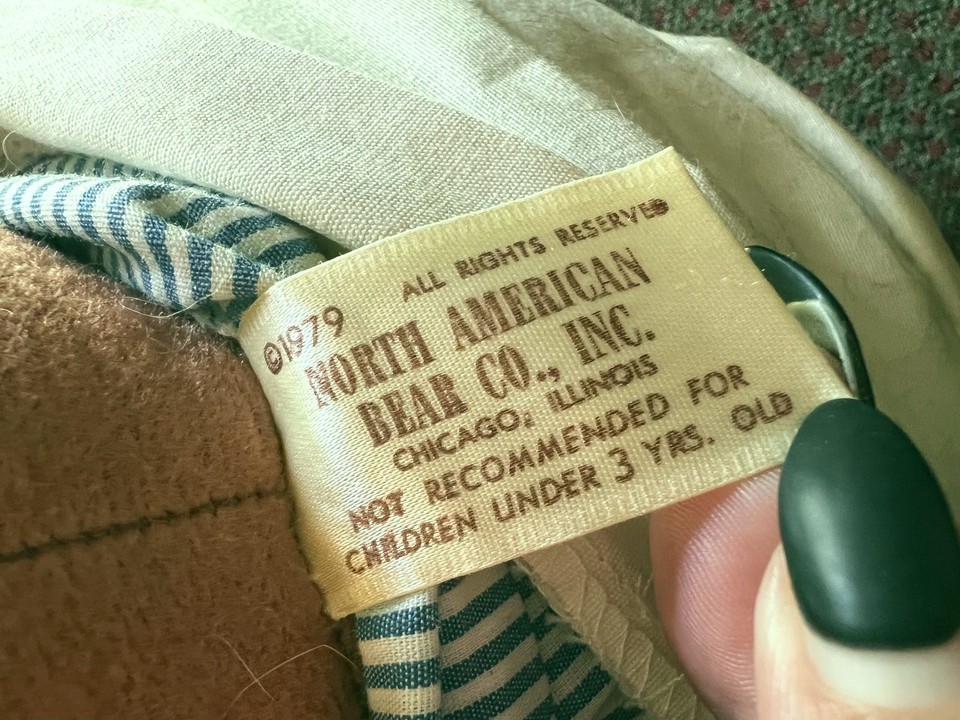 ALL RIGHTS RESERVED
©1979
NORTH AMERICAN
BEAR CO., INC.
CHICAGO, ILLINOIS
NOT RECOMMENDED FOR
CHILDREN UNDER 3 YRS. OLD